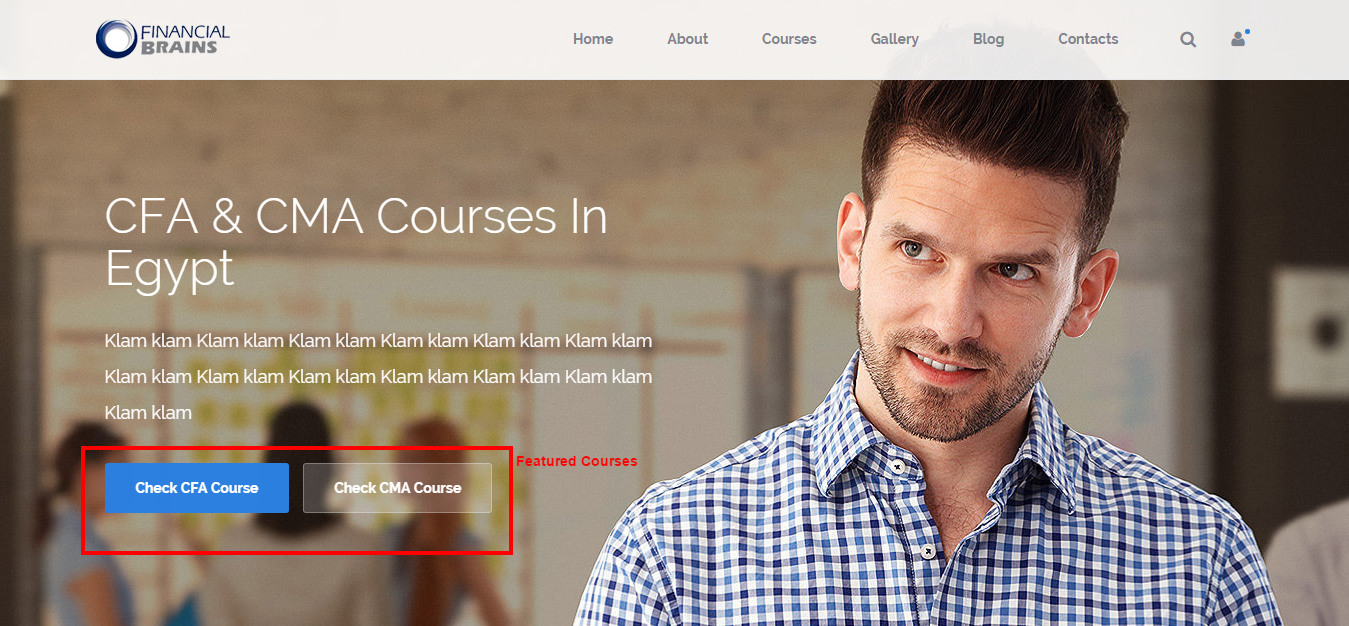 FINANCIAL
BRAINS
Home About Courses Gallery Blog Contacts
CFA & CMA Courses In
Egypt
Klam klam Klam klam Klam klam Klam klam Klam klam Klam klam
Klam klam Klam klam Klam klam Klam klam Klam klam Klam klam
Klam klam
Featured Courses
Check CFA Course Check CMA Course